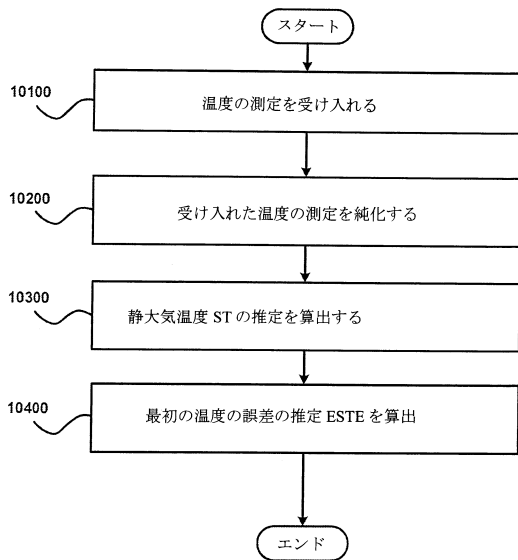 スタート
10100
温度の測定を受け入れる
10200
受け入れた温度の測定を純化する
10300
静大気温度 ST の推定を算出する
10400
最初の温度の誤差の推定 ESTE を算出
エンド